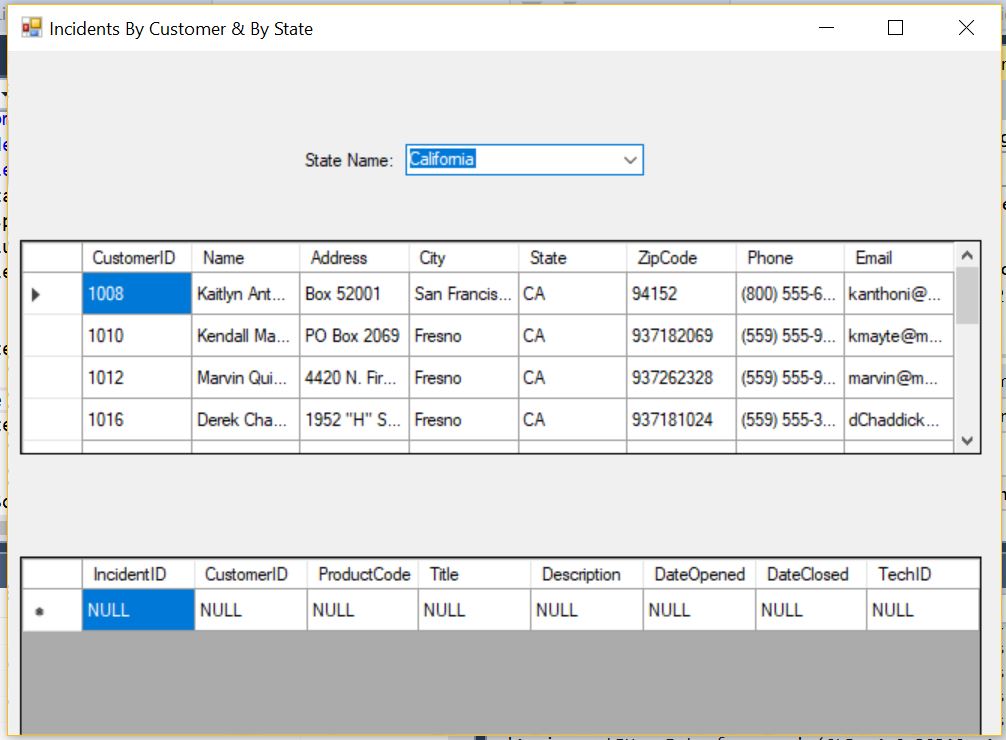 Incidents By Customer & By State
State Name: California
CustomerID Name Address City State ZipCode Phone Email
1008 Kaitlyn Ant... Box 52001 San Francis... CA 94152 (800) 555-6... kanthoni@...
1010 Kendall Ma... PO Box 2069 Fresno CA 937182069 (559) 555-9... kmayte@m...
1012 Marvin Qui... 4420 N. Fir... Fresno CA 937262328 (559) 555-9... marvin@m...
1016 Derek Cha... 1952 "H" S... Fresno CA 937181024 (559) 555-3... dChaddick...
IncidentID CustomerID ProductCode Title Description DateOpened DateClosed TechID
NULL NULL NULL NULL NULL NULL NULL NULL